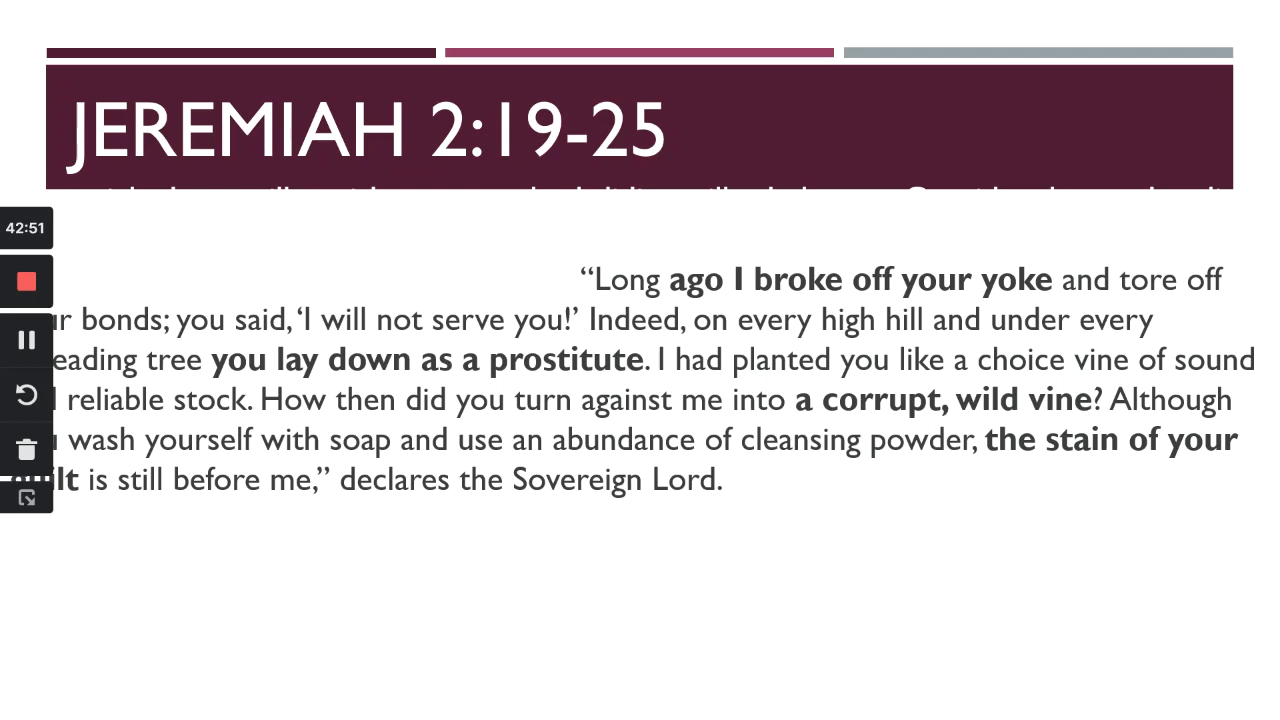 JEREMIAH 2:19-25
42:51
“Long ago I broke off your yoke and tore off
bonds; you said, ‘I will not serve you!’ Indeed, on every high hill and under every
tree you lay down as a prostitute. I had planted you like a choice vine of sound
reliable stock. How then did you turn against me into a corrupt, wild vine? Although
wash yourself with soap and use an abundance of cleansing powder, the stain of your
is still before me,” declares the Sovereign Lord.